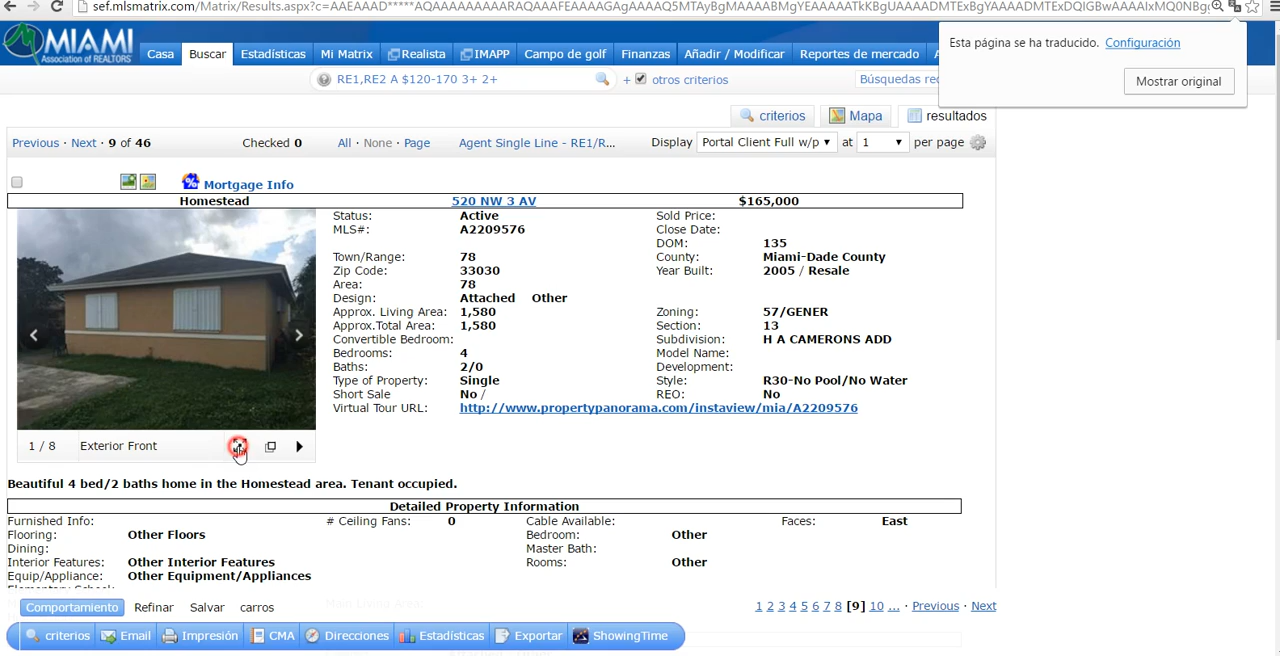 sef.mlsmatrix.com/Matrix/Results.aspx?c=
Esta página se ha traducido. Configuración
Mostrar original
MIAMI
Association of REALTORS®
Casa Buscar Estadísticas Mi Matrix Realista IMAPP Campo de golf Finanzas Añadir / Modificar Reportes de mercado
RE1,RE2 A $120-170 3+ 2+ + otros criterios Búsquedas rec
criterios Mapa resultados
Previous · Next · 9 of 46 Checked 0 All · None · Page Agent Single Line - RE1/R... Display Portal Client Full w/p at 1 per page
Mortgage Info
Homestead 520 NW 3 AV $165,000
Status: Active Sold Price:
MLS#: A2209576 Close Date:
DOM: 135
Town/Range: 78 County: Miami-Dade County
Zip Code: 33030 Year Built: 2005 / Resale
Area: 78
Design: Attached Other
Approx. Living Area: 1,580 Zoning: 57/GENER
Approx.Total Area: 1,580 Section: 13
Convertible Bedroom: Subdivision: H A CAMERONS ADD
Bedrooms: 4 Model Name:
Baths: 2/0 Development:
Type of Property: Single Style: R30-No Pool/No Water
Short Sale No / REO: No
Virtual Tour URL: http://www.propertypanorama.com/instaview/mia/A2209576
1 / 8 Exterior Front
Beautiful 4 bed/2 baths home in the Homestead area. Tenant occupied.
Detailed Property Information
Furnished Info: # Ceiling Fans: 0 Cable Available: Faces: East
Flooring: Other Floors Bedroom: Other
Dining: Master Bath:
Interior Features: Other Interior Features Rooms: Other
Equip/Appliance: Other Equipment/Appliances
Comportamiento Refinar Salvar carros 1 2 3 4 5 6 7 8 [9] 10 ... · Previous · Next
criterios Email Impresión CMA Direcciones Estadísticas Exportar ShowingTime